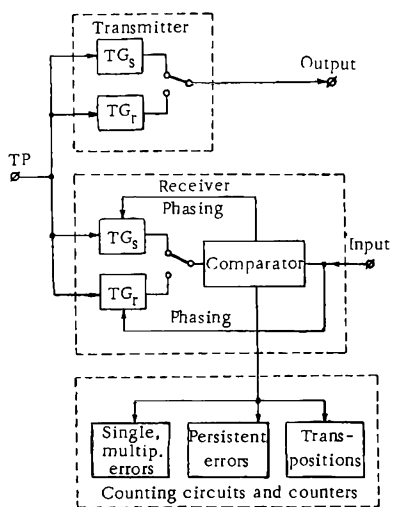 Transmitter
TGs
Output
TGr
TP
Receiver
Phasing
TGs
Input
Comparator
TGr
Phasing
Single, multip. errors
Persistent errors
Trans-
positions
Counting circuits and counters